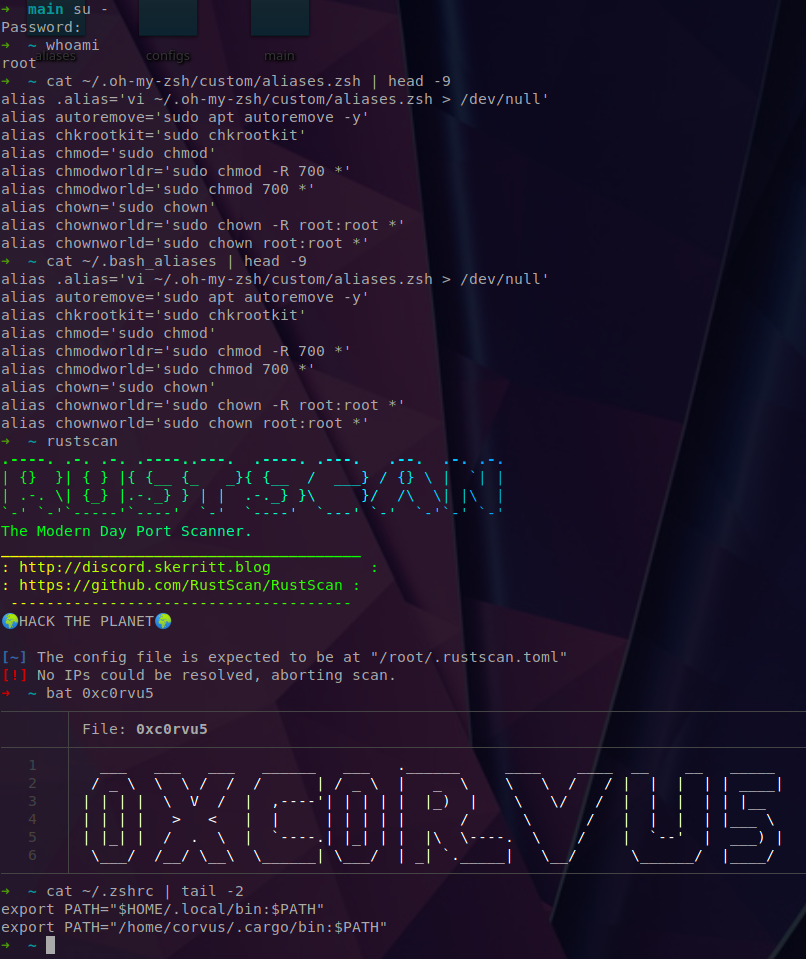 ➜  main su -
Password:
aliases configs main
➜  ~ whoami
root
➜  ~ cat ~/.oh-my-zsh/custom/aliases.zsh | head -9
alias .alias='vi ~/.oh-my-zsh/custom/aliases.zsh > /dev/null'
alias autoremove='sudo apt autoremove -y'
alias chkrootkit='sudo chkrootkit'
alias chmod='sudo chmod'
alias chmodworldr='sudo chmod -R 700 *'
alias chmodworld='sudo chmod 700 *'
alias chown='sudo chown'
alias chownworldr='sudo chown -R root:root *'
alias chownworld='sudo chown root:root *'
➜  ~ cat ~/.bash_aliases | head -9
alias .alias='vi ~/.oh-my-zsh/custom/aliases.zsh > /dev/null'
alias autoremove='sudo apt autoremove -y'
alias chkrootkit='sudo chkrootkit'
alias chmod='sudo chmod'
alias chmodworldr='sudo chmod -R 700 *'
alias chmodworld='sudo chmod 700 *'
alias chown='sudo chown'
alias chownworldr='sudo chown -R root:root *'
alias chownworld='sudo chown root:root *'
➜  ~ rustscan
RUSTSCAN
The Modern Day Port Scanner.
: http://discord.skerritt.blog           :
: https://github.com/RustScan/RustScan :
🌍HACK THE PLANET🌍
[~] The config file is expected to be at "/root/.rustscan.toml"
[!] No IPs could be resolved, aborting scan.
➜  ~ bat 0xc0rvu5
File: 0xc0rvu5
1
2
3
4
5
6
0XC0RVU5
➜  ~ cat ~/.zshrc | tail -2
export PATH="$HOME/.local/bin:$PATH"
export PATH="/home/corvus/.cargo/bin:$PATH"
➜  ~